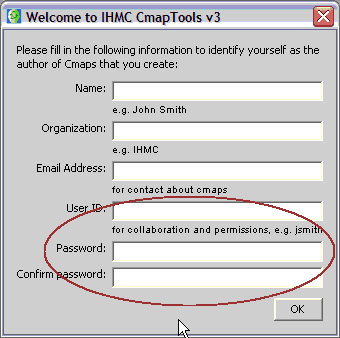 Welcome to IHMC CmapTools v3
Please fill in the following information to identify yourself as the
author of Cmaps that you create:
Name:
e.g. John Smith
Organization:
e.g. IHMC
Email Address:
for contact about cmaps
User ID:
for collaboration and permissions, e.g. jsmith
Password:
Confirm password:
OK